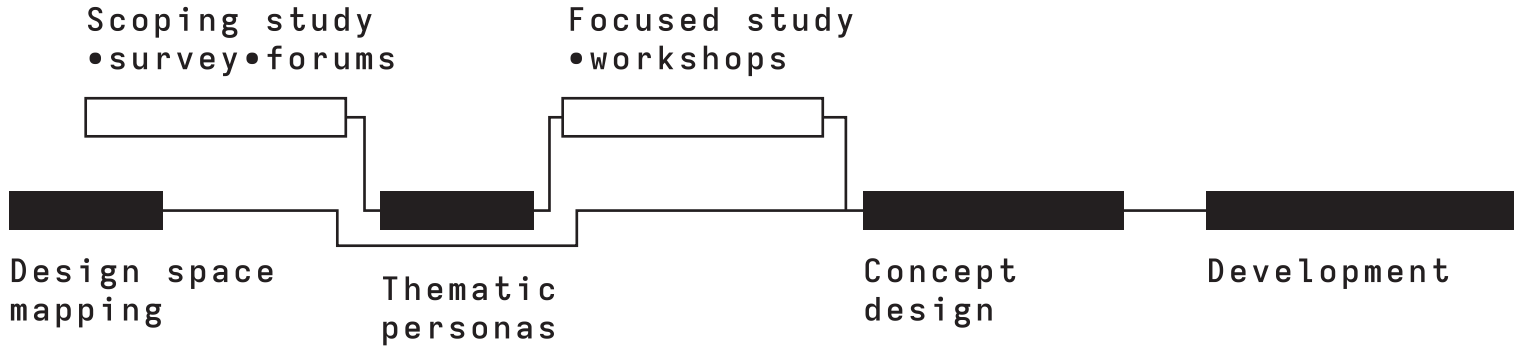 Scoping study
•survey•forums
Focused study
•workshops
Design space
mapping
Thematic
personas
Concept
design
Development